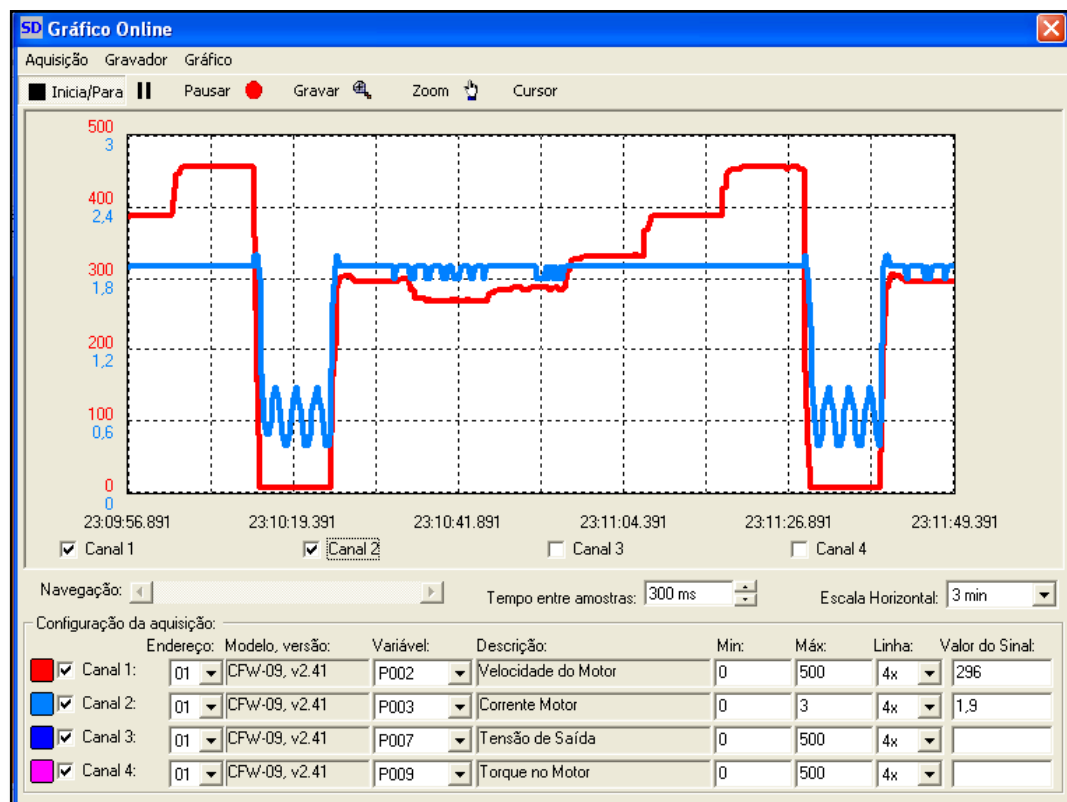 SD Gráfico Online
Aquisição Gravador Gráfico
Inicia/Para Pausar Gravar Zoom Cursor
500
3
400
2,4
300
1,8
200
1,2
100
0,6
0
0
23:09:56.891 23:10:19.391 23:10:41.891 23:11:04.391 23:11:26.891 23:11:49.391
Canal 1 Canal 2 Canal 3 Canal 4
Navegação: Tempo entre amostras: 300 ms Escala Horizontal: 3 min
Configuração da aquisição:
Endereço: Modelo, versão: Variável: Descrição: Min: Máx: Linha: Valor do Sinal:
Canal 1: 01 CFW-09, v2.41 P002 Velocidade do Motor 0 500 4x 296
Canal 2: 01 CFW-09, v2.41 P003 Corrente Motor 0 3 4x 1,9
Canal 3: 01 CFW-09, v2.41 P007 Tensão de Saída 0 500 4x
Canal 4: 01 CFW-09, v2.41 P009 Torque no Motor 0 500 4x